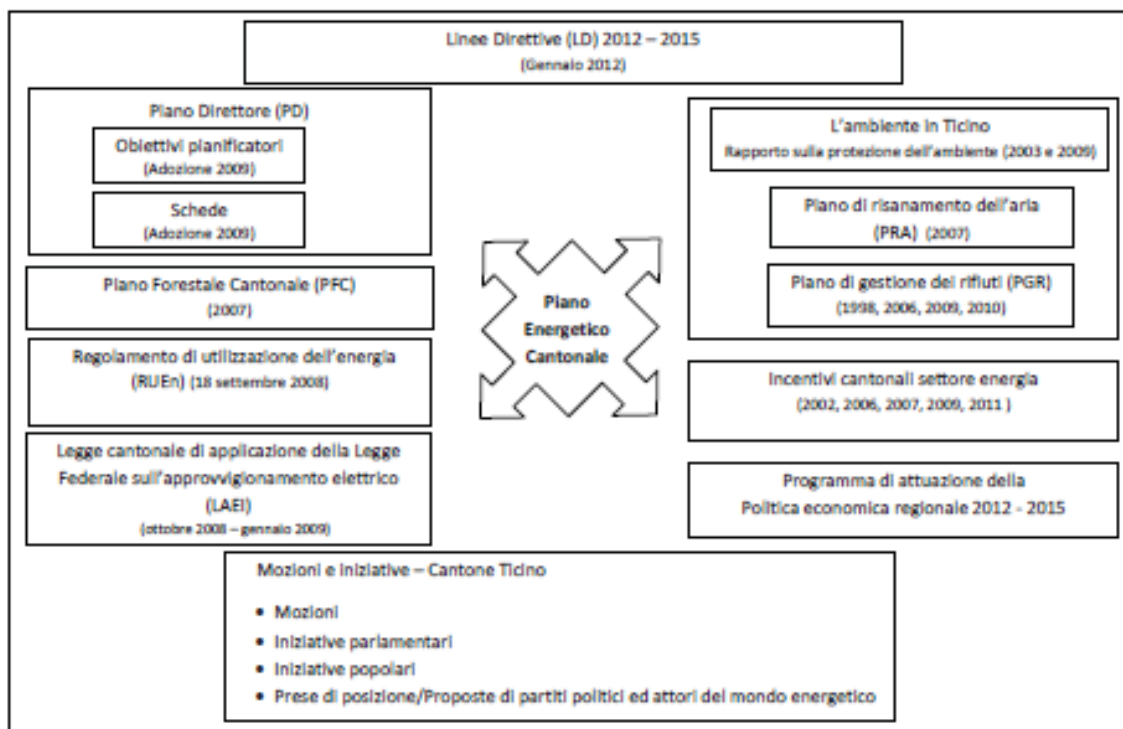 Linee Direttive (LD) 2012 – 2015
(Gennaio 2012)
Piano Direttore (PD)
Obiettivi pianificatori
(Adozione 2009)
Schede
(Adozione 2009)
Piano Forestale Cantonale (PFC)
(2007)
Regolamento di utilizzazione dell'energia
(RUEn) (18 settembre 2008)
Legge cantonale di applicazione della Legge
Federale sull'approvvigionamento elettrico
(LAEl)
(ottobre 2008 – gennaio 2009)
Piano
Energetico
Cantonale
L'ambiente in Ticino
Rapporto sulla protezione dell'ambiente (2003 e 2009)
Piano di risanamento dell'aria
(PRA) (2007)
Piano di gestione dei rifiuti (PGR)
(1998, 2006, 2009, 2010)
Incentivi cantonali settore energia
(2002, 2006, 2007, 2009, 2011 )
Programma di attuazione della
Politica economica regionale 2012 - 2015
Mozioni e iniziative – Cantone Ticino
• Mozioni
• Iniziative parlamentari
• Iniziative popolari
• Prese di posizione/Proposte di partiti politici ed attori del mondo energetico